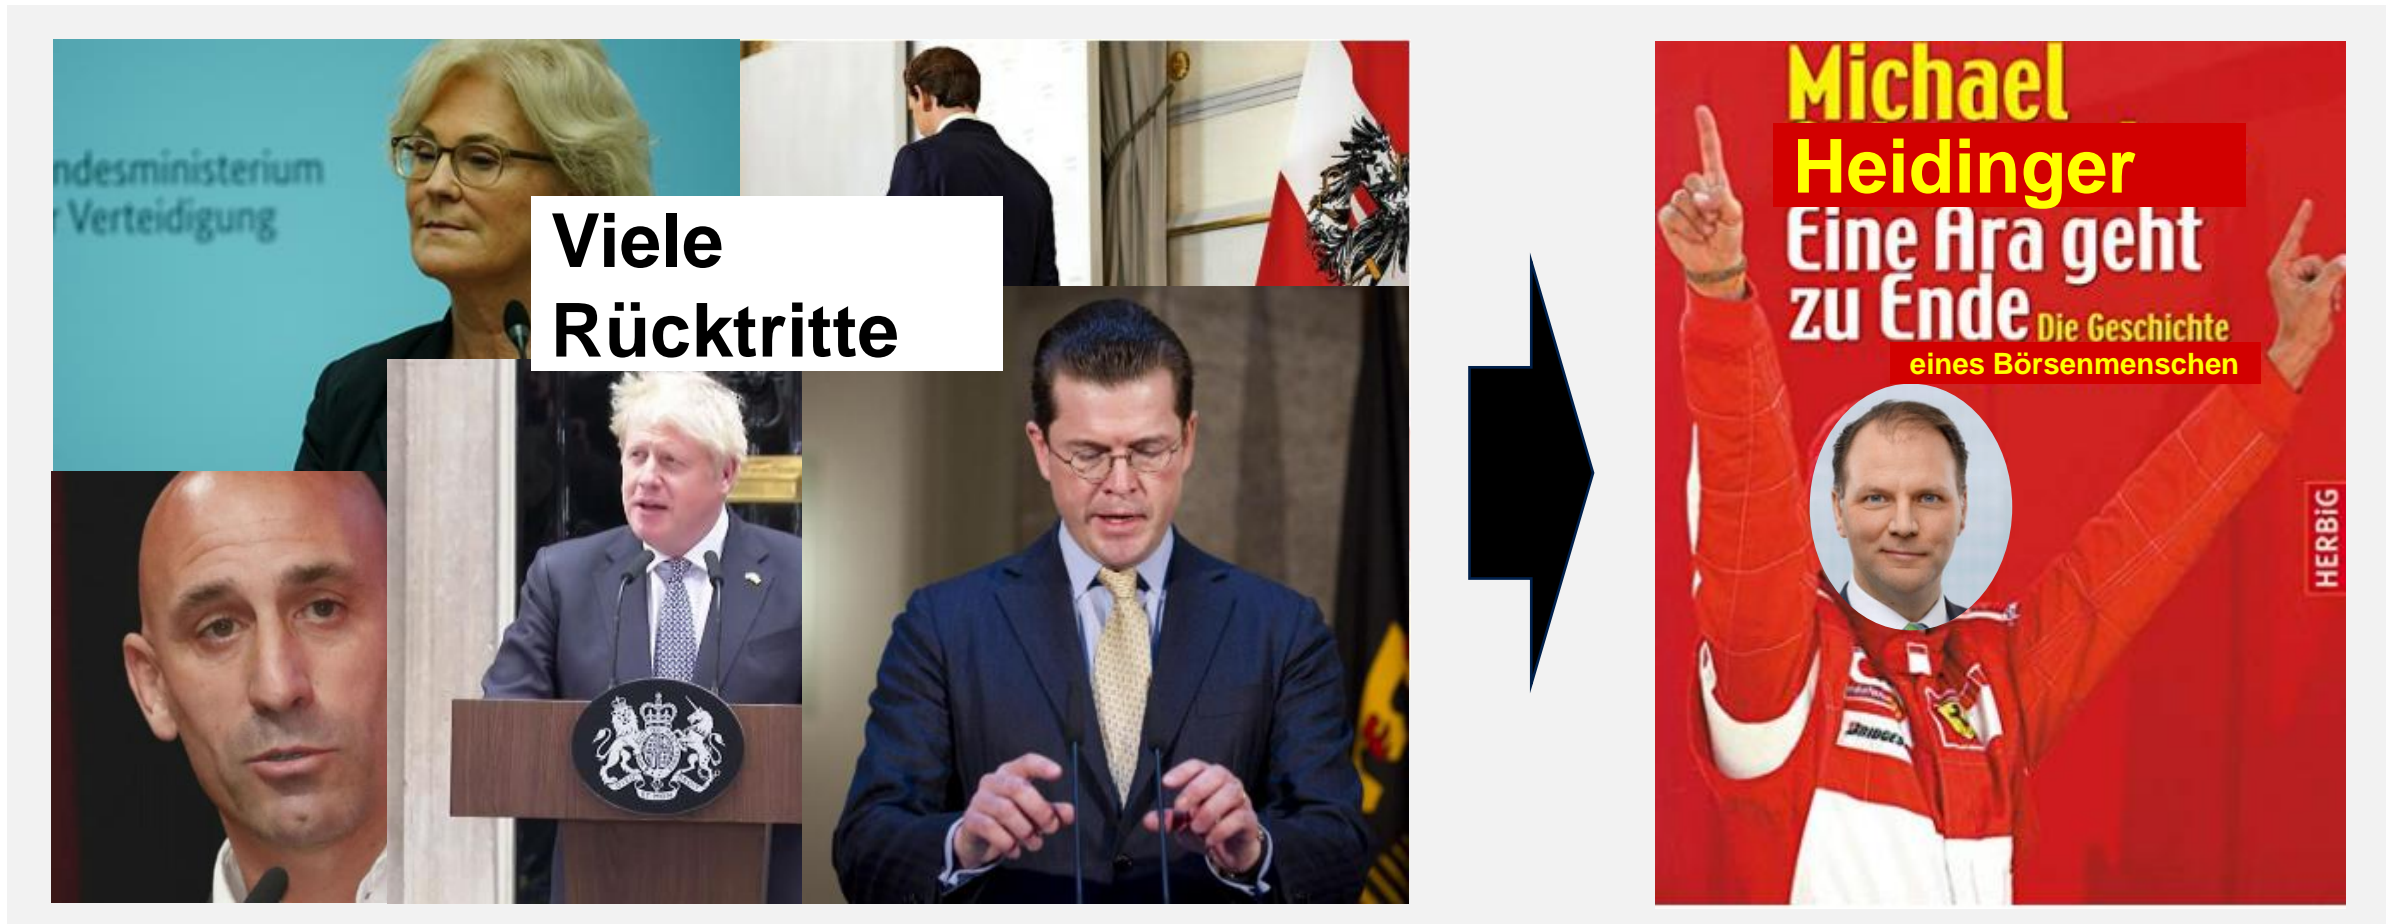 ndesministerium
r Verteidigung
Viele
Rücktritte
Michael
Heidinger
Eine Ära geht
zu Ende Die Geschichte
eines Börsenmenschen
HERBiG